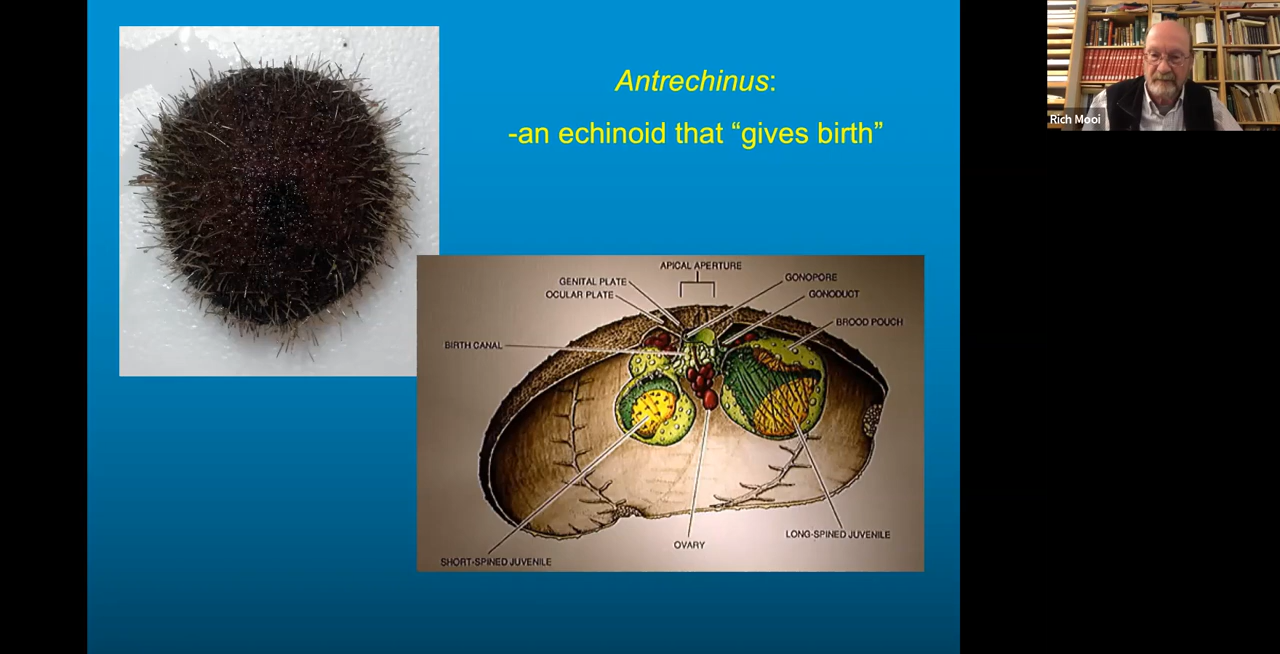 Antrechinus:
-an echinoid that “gives birth”
Rich Mooi
APICAL APERTURE
GENITAL PLATE
GONOPORE
OCULAR PLATE
GONODUCT
BROOD POUCH
BIRTH CANAL
LONG-SPINED JUVENILE
OVARY
SHORT-SPINED JUVENILE